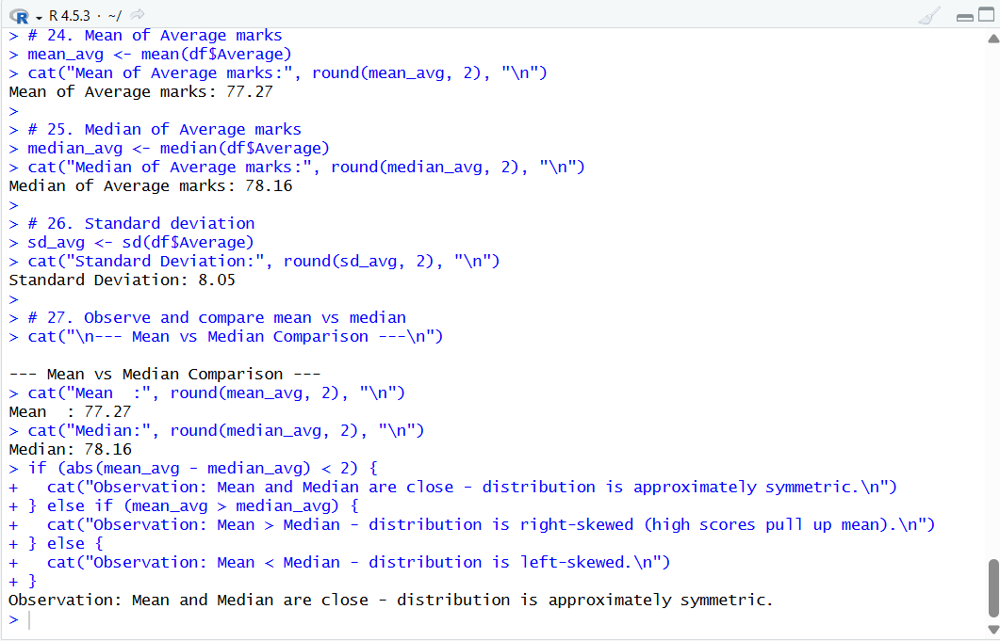 R 4.5.3 · ~/
> # 24. Mean of Average marks
> mean_avg <- mean(df$Average)
> cat("Mean of Average marks:", round(mean_avg, 2), "\n")
Mean of Average marks: 77.27
>
> # 25. Median of Average marks
> median_avg <- median(df$Average)
> cat("Median of Average marks:", round(median_avg, 2), "\n")
Median of Average marks: 78.16
>
> # 26. Standard deviation
> sd_avg <- sd(df$Average)
> cat("Standard Deviation:", round(sd_avg, 2), "\n")
Standard Deviation: 8.05
>
> # 27. Observe and compare mean vs median
> cat("\n--- Mean vs Median Comparison ---\n")

--- Mean vs Median Comparison ---
> cat("Mean  :", round(mean_avg, 2), "\n")
Mean  : 77.27
> cat("Median:", round(median_avg, 2), "\n")
Median: 78.16
> if (abs(mean_avg - median_avg) < 2) {
+   cat("Observation: Mean and Median are close - distribution is approximately symmetric.\n")
+ } else if (mean_avg > median_avg) {
+   cat("Observation: Mean > Median - distribution is right-skewed (high scores pull up mean).\n")
+ } else {
+   cat("Observation: Mean < Median - distribution is left-skewed.\n")
+ }
Observation: Mean and Median are close - distribution is approximately symmetric.
>